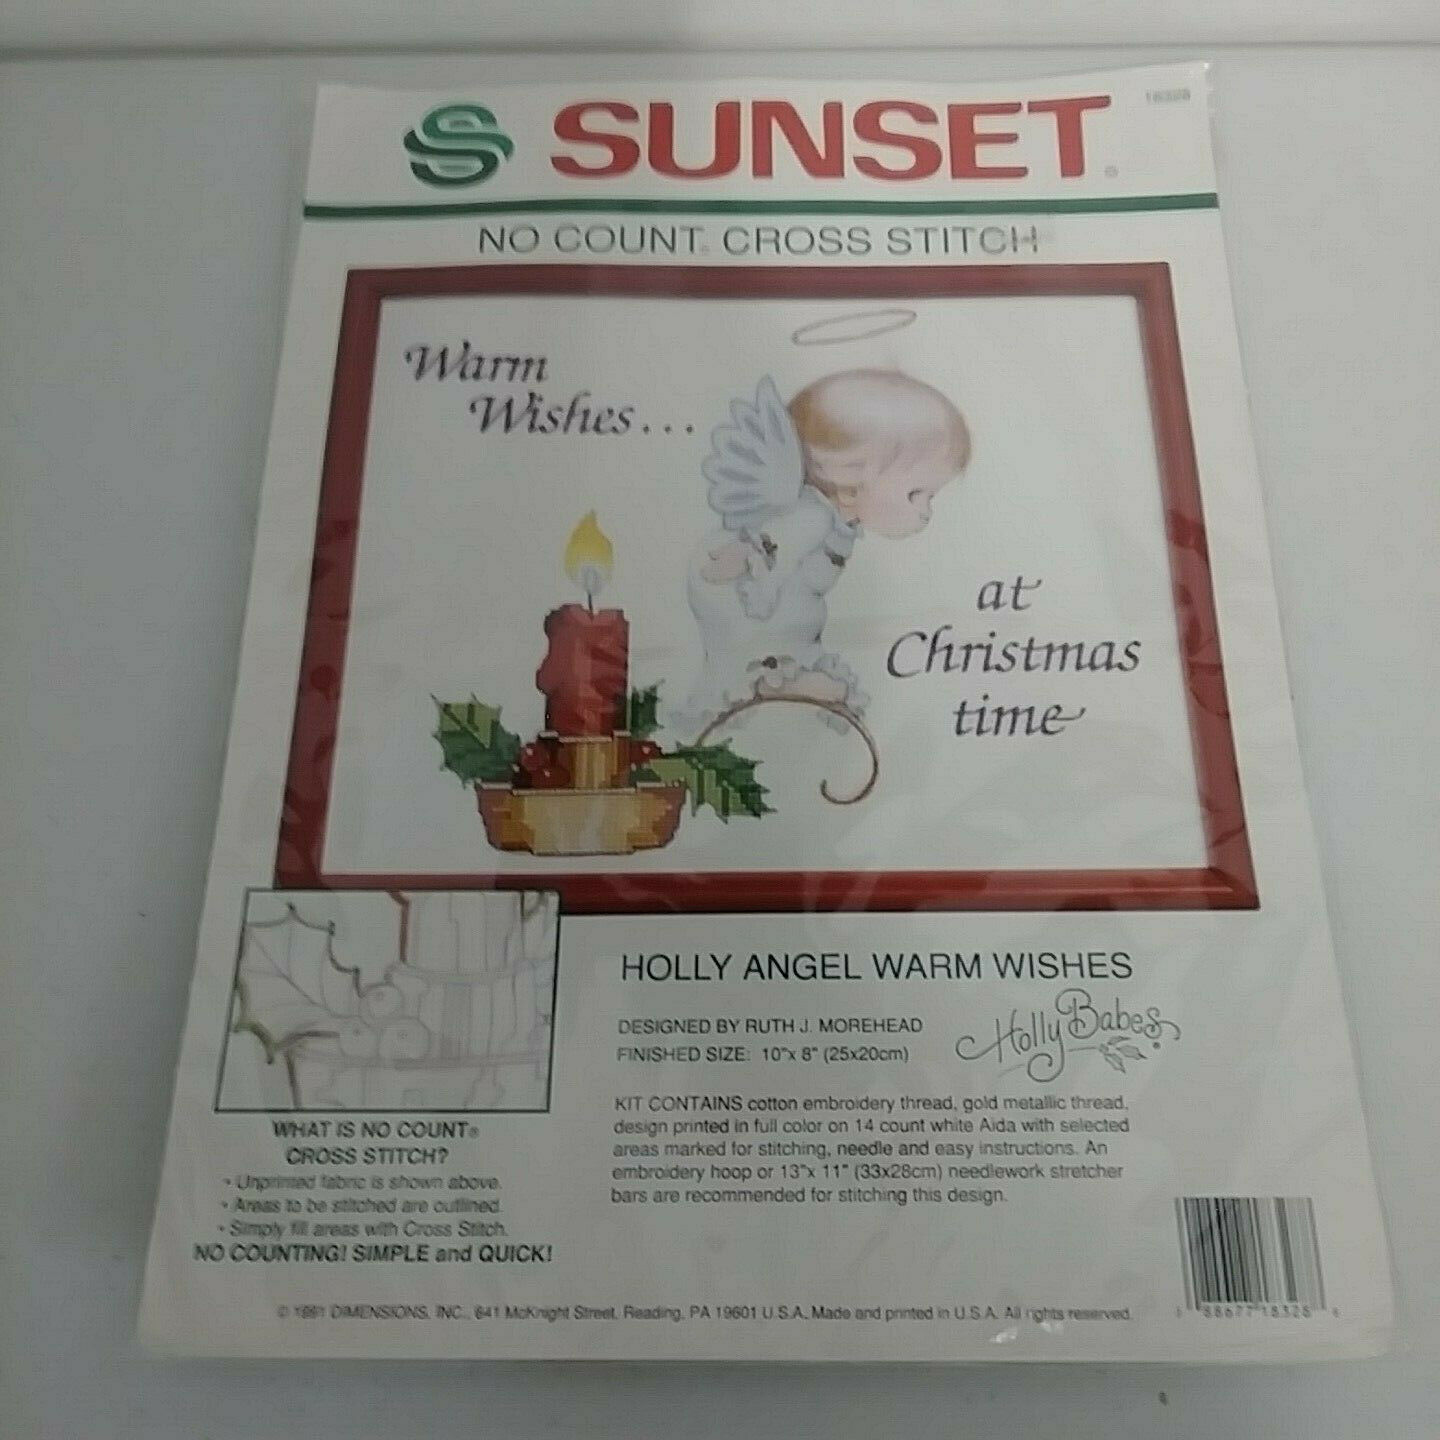 SUNSET®
18328
NO COUNT® CROSS STITCH
Warm
Wishes...
at
Christmas
time
HOLLY ANGEL WARM WISHES
DESIGNED BY RUTH J. MOREHEAD
FINISHED SIZE: 10"x 8" (25x20cm)
Holly Babes
KIT CONTAINS cotton embroidery thread, gold metallic thread,
design printed in full color on 14 count white Aida with selected
areas marked for stitching, needle and easy instructions. An
embroidery hoop or 13"x 11" (33x28cm) needlework stretcher
bars are recommended for stitching this design.
WHAT IS NO COUNT®
CROSS STITCH?
• Unprinted fabric is shown above.
• Areas to be stitched are outlined.
• Simply fill areas with Cross Stitch.
NO COUNTING! SIMPLE and QUICK!
© 1991 DIMENSIONS, INC., 641 McKnight Street, Reading, PA 19601 U.S.A. Made and printed in U.S.A. All rights reserved.
88677 18328